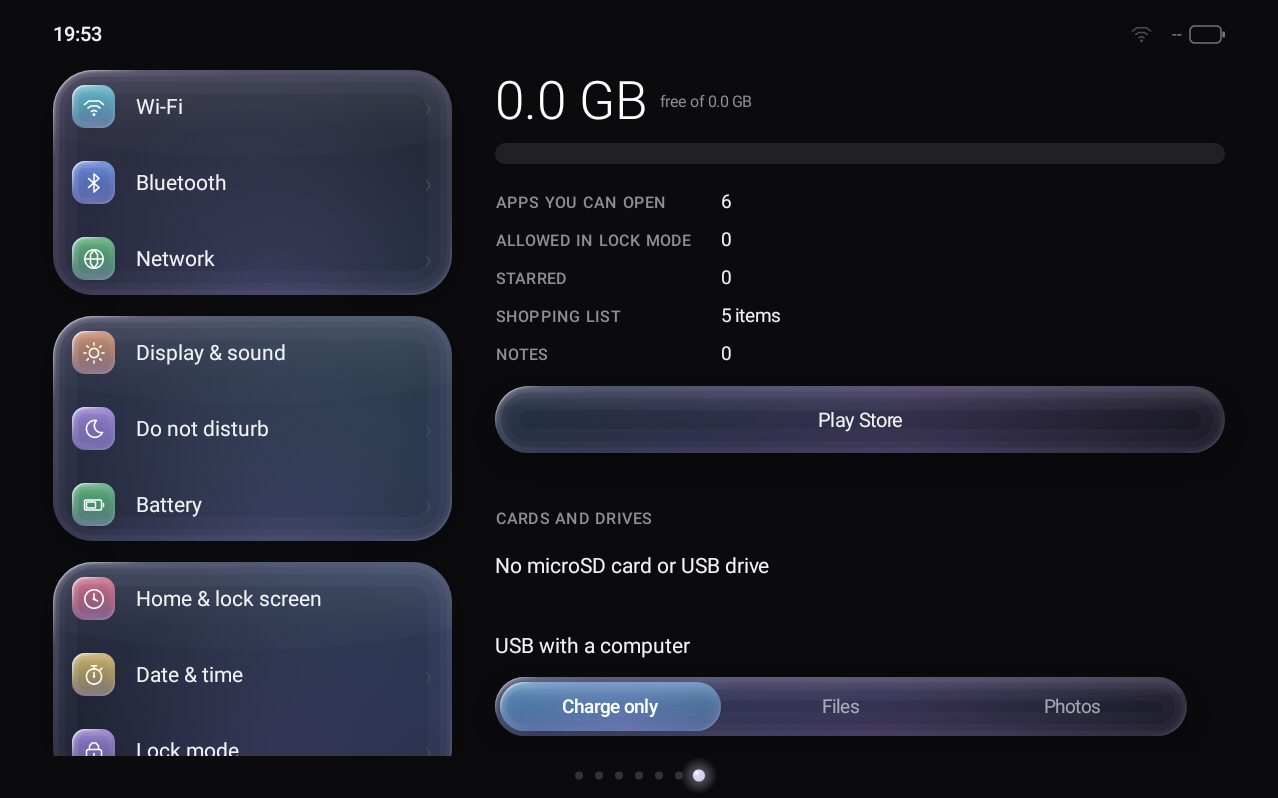 19:53
--
Wi-Fi
Bluetooth
Network
Display & sound
Do not disturb
Battery
Home & lock screen
Date & time
Lock mode
0.0 GB free of 0.0 GB
APPS YOU CAN OPEN 6
ALLOWED IN LOCK MODE 0
STARRED 0
SHOPPING LIST 5 items
NOTES 0
Play Store
CARDS AND DRIVES
No microSD card or USB drive
USB with a computer
Charge only Files Photos